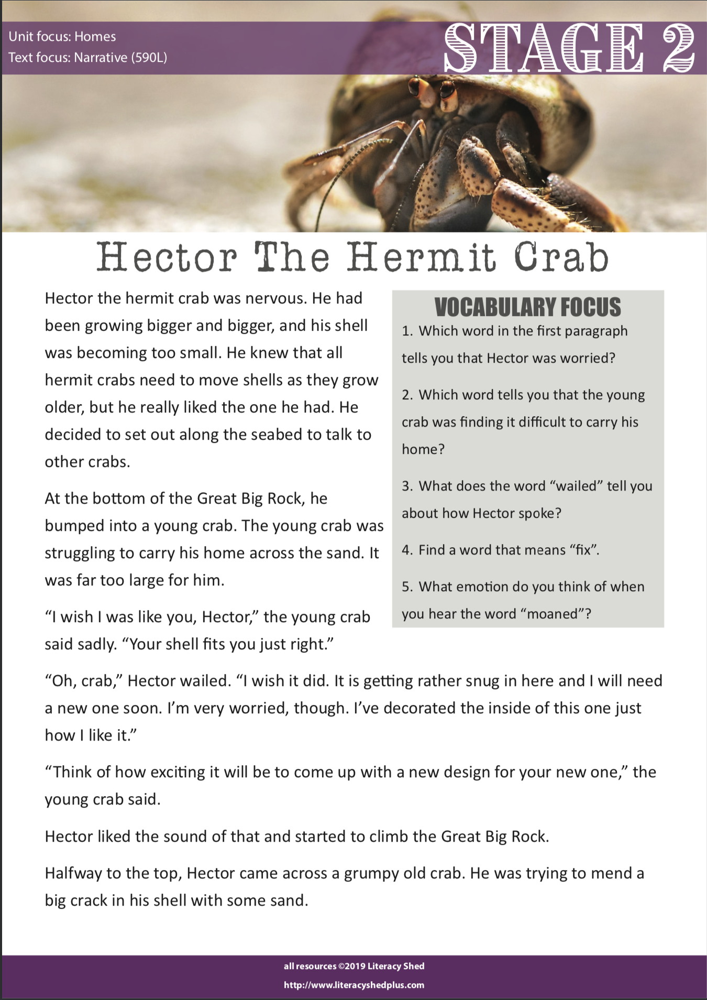 Unit focus: Homes
Text focus: Narrative (590L)
STAGE 2
Hector The Hermit Crab
Hector the hermit crab was nervous. He had
been growing bigger and bigger, and his shell
was becoming too small. He knew that all
hermit crabs need to move shells as they grow
older, but he really liked the one he had. He
decided to set out along the seabed to talk to
other crabs.
At the bottom of the Great Big Rock, he
bumped into a young crab. The young crab was
struggling to carry his home across the sand. It
was far too large for him.
“I wish I was like you, Hector,” the young crab
said sadly. “Your shell fits you just right.”
VOCABULARY FOCUS
1. Which word in the first paragraph
tells you that Hector was worried?
2. Which word tells you that the young
crab was finding it difficult to carry his
home?
3. What does the word “wailed” tell you
about how Hector spoke?
4. Find a word that means “fix”.
5. What emotion do you think of when
you hear the word “moaned”?
“Oh, crab,” Hector wailed. “I wish it did. It is getting rather snug in here and I will need
a new one soon. I’m very worried, though. I’ve decorated the inside of this one just
how I like it.”
“Think of how exciting it will be to come up with a new design for your new one,” the
young crab said.
Hector liked the sound of that and started to climb the Great Big Rock.
Halfway to the top, Hector came across a grumpy old crab. He was trying to mend a
big crack in his shell with some sand.
all resources ©2019 Literacy Shed
http://www.literacyshedplus.com